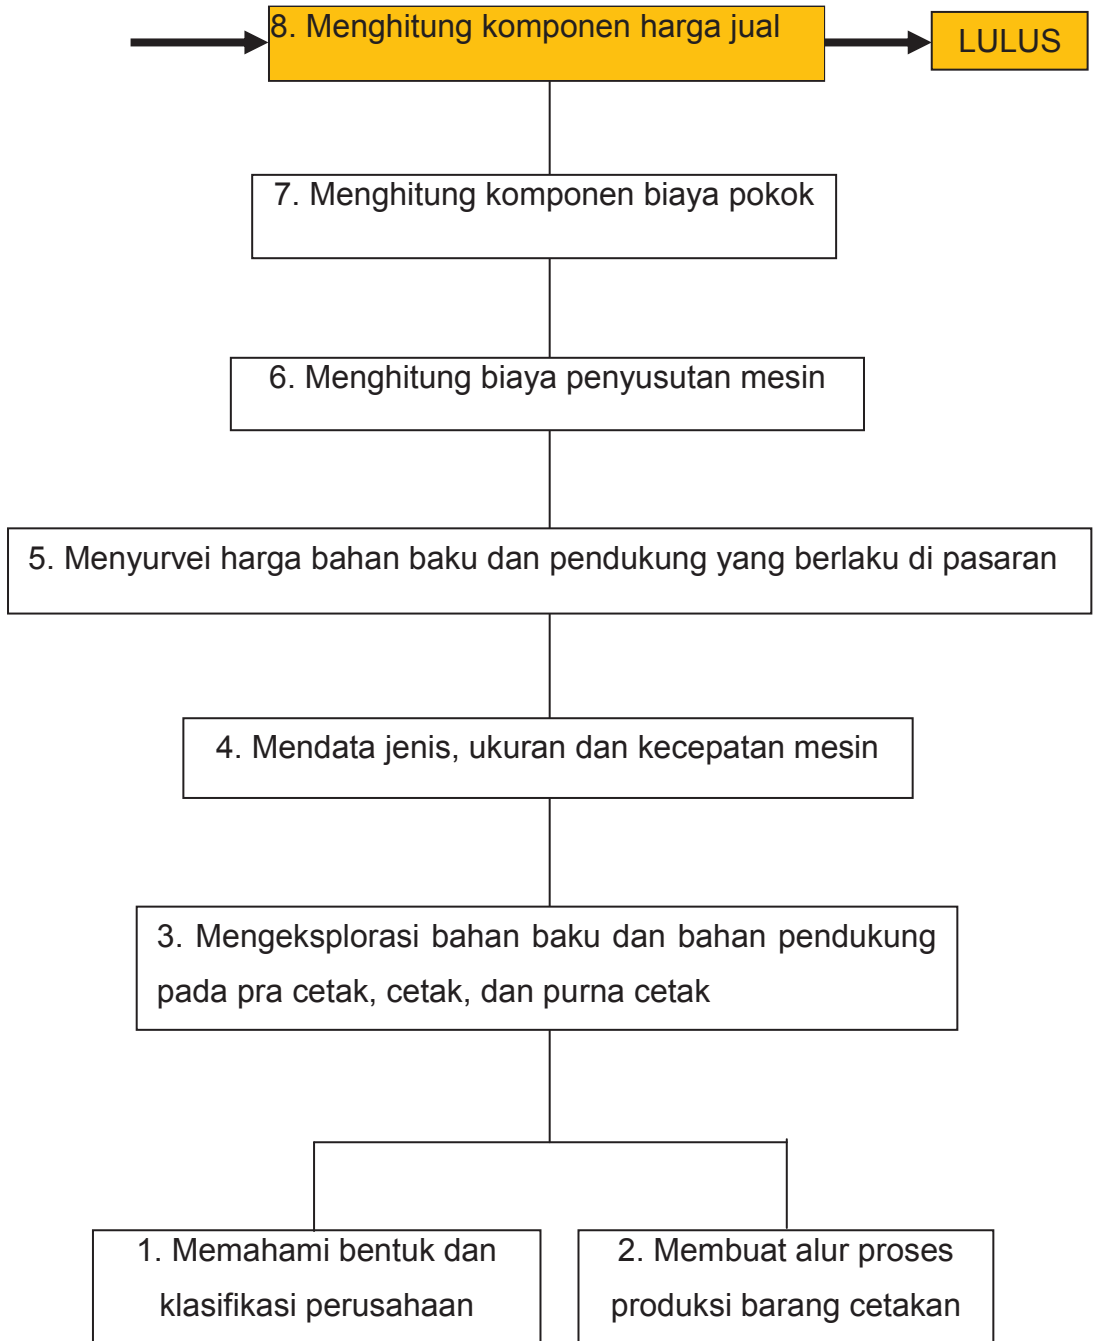 8. Menghitung komponen harga jual
LULUS
7. Menghitung komponen biaya pokok
6. Menghitung biaya penyusutan mesin
5. Menyurvei harga bahan baku dan pendukung yang berlaku di pasaran
4. Mendata jenis, ukuran dan kecepatan mesin
3. Mengeksplorasi bahan baku dan bahan pendukung
pada pra cetak, cetak, dan purna cetak
1. Memahami bentuk dan
klasifikasi perusahaan
2. Membuat alur proses
produksi barang cetakan